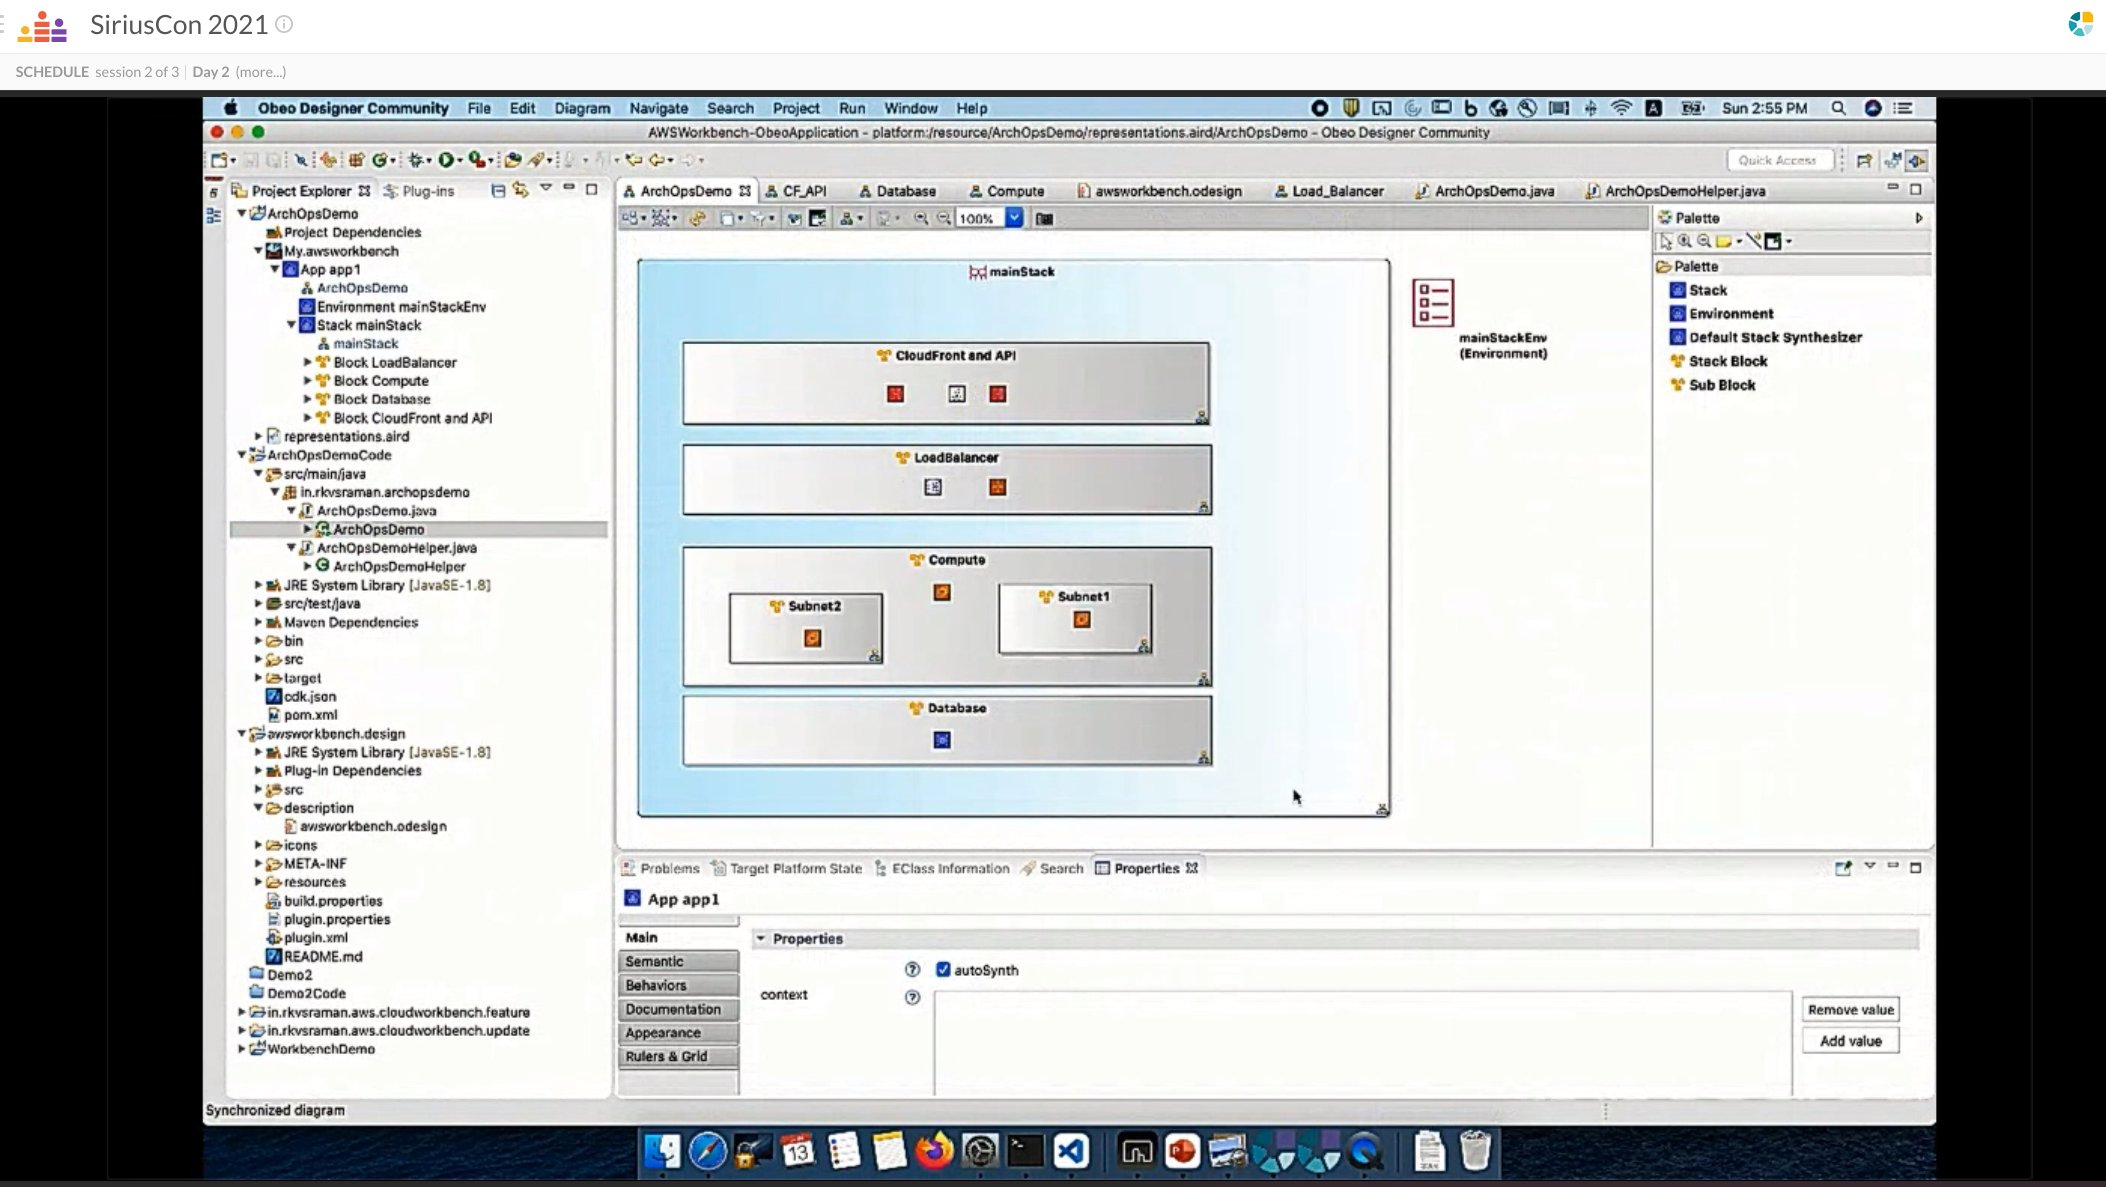 SiriusCon 2021
SCHEDULE session 2 of 3 | Day 2 (more...)
Obeo Designer Community File Edit Diagram Navigate Search Project Run Window Help
Sun 2:55 PM
AWSWorkbench-ObeoApplication - platform:/resource/ArchOpsDemo/representations.aird/ArchOpsDemo - Obeo Designer Community
Quick Access
Project Explorer
Plug-ins
ArchOpsDemo
Project Dependencies
My.awsworkbench
App app1
ArchOpsDemo
Environment mainStackEnv
Stack mainStack
mainStack
Block LoadBalancer
Block Compute
Block Database
Block CloudFront and API
representations.aird
ArchOpsDemoCode
src/main/java
in.rkvsraman.archopsdemo
ArchOpsDemo.java
ArchOpsDemo
ArchOpsDemoHelper.java
ArchOpsDemoHelper
JRE System Library [JavaSE-1.8]
src/test/java
Maven Dependencies
bin
src
target
cdk.json
pom.xml
awsworkbench.design
JRE System Library [JavaSE-1.8]
Plug-in Dependencies
src
description
awsworkbench.odesign
icons
META-INF
resources
build.properties
plugin.properties
plugin.xml
README.md
Demo2
Demo2Code
in.rkvsraman.aws.cloudworkbench.feature
in.rkvsraman.aws.cloudworkbench.update
WorkbenchDemo
Synchronized diagram
ArchOpsDemo CF_API Database Compute awsworkbench.odesign Load_Balancer ArchOpsDemo.java ArchOpsDemoHelper.java
100%
mainStack
CloudFront and API
LoadBalancer
Compute
Subnet2
Subnet1
Database
mainStackEnv
(Environment)
Palette
Palette
Stack
Environment
Default Stack Synthesizer
Stack Block
Sub Block
Problems Target Platform State EClass Information Search Properties
App app1
Main
Semantic
Behaviors
Documentation
Appearance
Rulers & Grid
Properties
autoSynth
context
Remove value
Add value
13